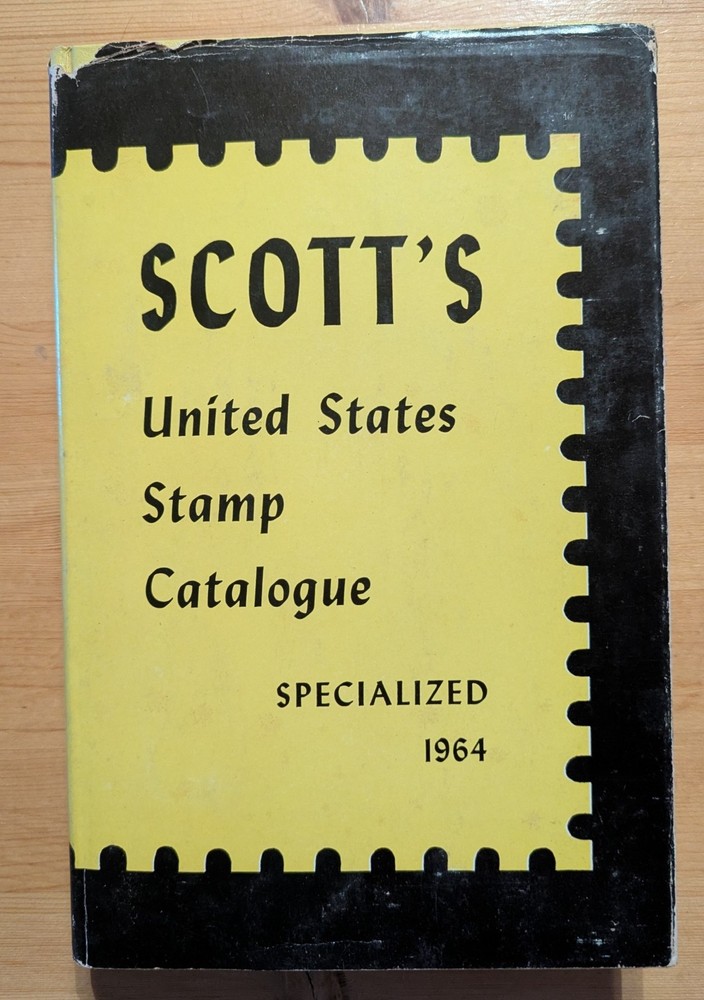 SCOTT'S
United States
Stamp
Catalogue
SPECIALIZED
1964